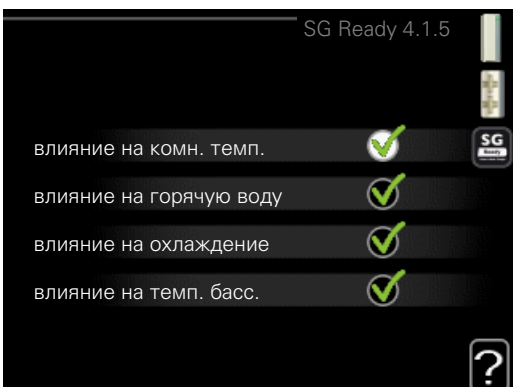 SG Ready 4.1.5
влияние на комн. темп.
SG
Ready
влияние на горячую воду
влияние на охлаждение
влияние на темп. басс.
?